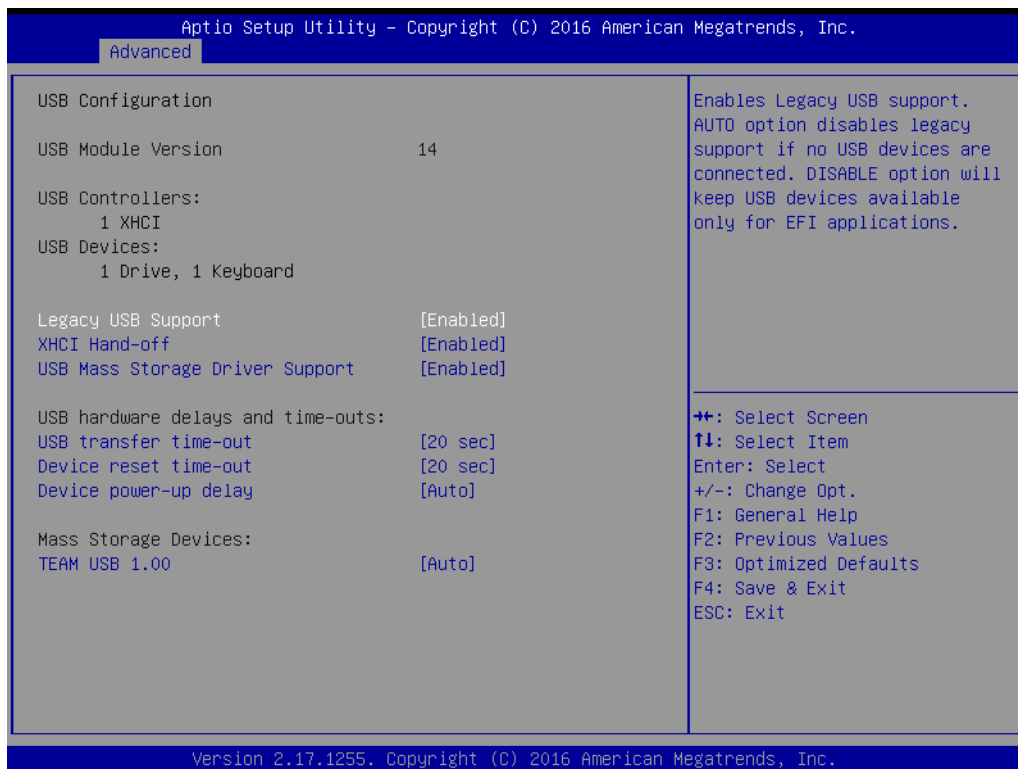 Aptio Setup Utility – Copyright (C) 2016 American Megatrends, Inc.
Advanced
USB Configuration
USB Module Version 14
USB Controllers:
1 XHCI
USB Devices:
1 Drive, 1 Keyboard
Legacy USB Support [Enabled]
XHCI Hand-off [Enabled]
USB Mass Storage Driver Support [Enabled]
USB hardware delays and time-outs:
USB transfer time-out [20 sec]
Device reset time-out [20 sec]
Device power-up delay [Auto]
Mass Storage Devices:
TEAM USB 1.00 [Auto]
Enables Legacy USB support.
AUTO option disables legacy
support if no USB devices are
connected. DISABLE option will
keep USB devices available
only for EFI applications.
→←: Select Screen
↑↓: Select Item
Enter: Select
+/-: Change Opt.
F1: General Help
F2: Previous Values
F3: Optimized Defaults
F4: Save & Exit
ESC: Exit
Version 2.17.1255. Copyright (C) 2016 American Megatrends, Inc.